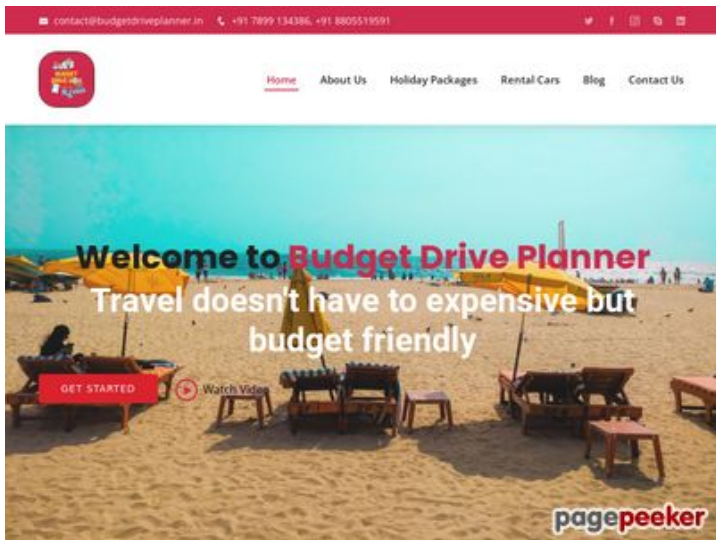 contact@budgetdriveplanner.in +91 7899 134386, +91 8805519591
BUDGET
Home About Us Holiday Packages Rental Cars Blog Contact Us
Welcome to Budget Drive Planner
Travel doesn't have to expensive but
budget friendly
GET STARTED Watch Video
pagepeeker